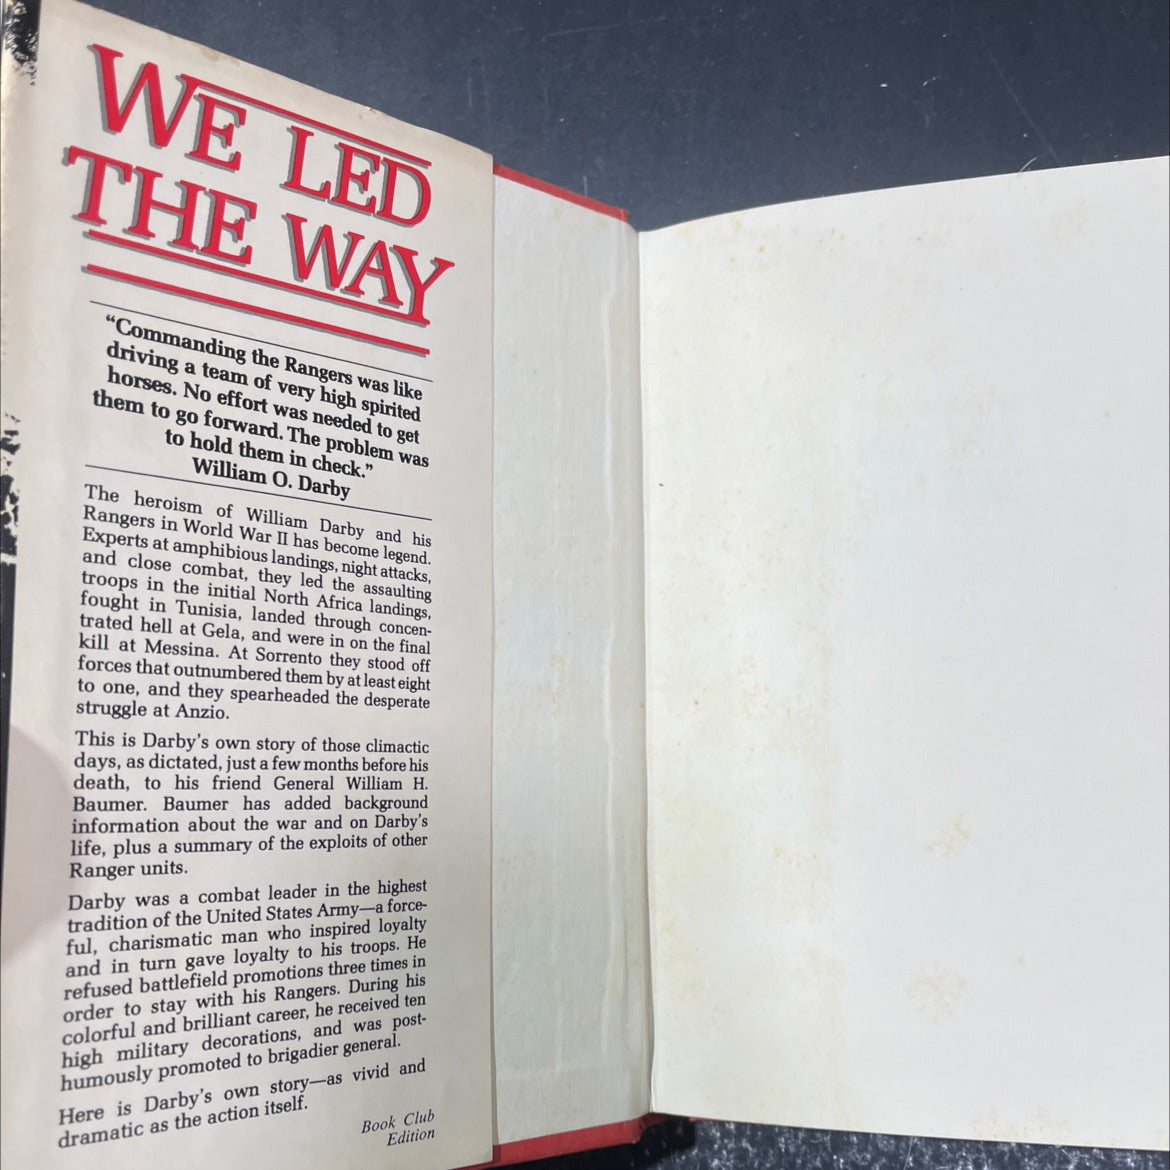 WE LED
THE WAY
“Commanding the Rangers was like
driving a team of very high spirited
horses. No effort was needed to get
them to go forward. The problem was
to hold them in check.”
William O. Darby
The heroism of William Darby and his
Rangers in World War II has become legend.
Experts at amphibious landings, night attacks,
and close combat, they led the assaulting
troops in the initial North Africa landings,
fought in Tunisia, landed through concen-
trated hell at Gela, and were in on the final
kill at Messina. At Sorrento they stood off
forces that outnumbered them by at least eight
to one, and they spearheaded the desperate
struggle at Anzio.
This is Darby’s own story of those climactic
days, as dictated, just a few months before his
death, to his friend General William H.
Baumer. Baumer has added background
information about the war and on Darby’s
life, plus a summary of the exploits of other
Ranger units.
Darby was a combat leader in the highest
tradition of the United States Army—a force-
ful, charismatic man who inspired loyalty
and in turn gave loyalty to his troops. He
refused battlefield promotions three times in
order to stay with his Rangers. During his
colorful and brilliant career, he received ten
high military decorations, and was post-
humously promoted to brigadier general.
Here is Darby’s own story—as vivid and
dramatic as the action itself.
Book Club
Edition